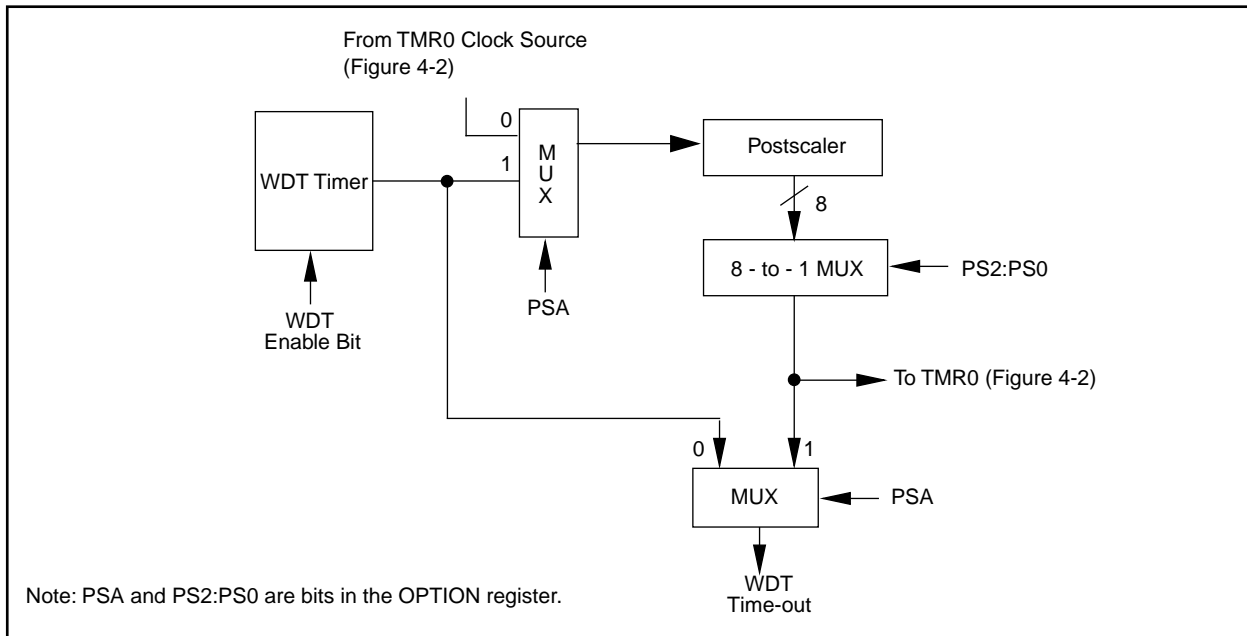 From TMR0 Clock Source
(Figure 4-2)
0
1
M
U
X
WDT Timer
Postscaler
8
8 - to - 1 MUX
PS2:PS0
PSA
WDT
Enable Bit
To TMR0 (Figure 4-2)
0
1
MUX
PSA
WDT
Time-out
Note: PSA and PS2:PS0 are bits in the OPTION register.